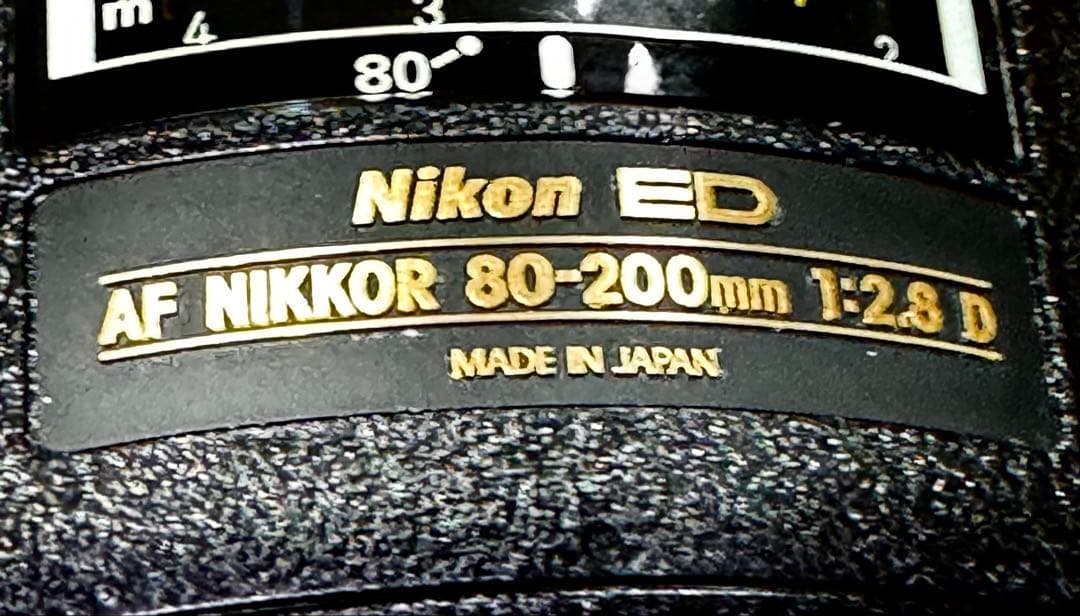 m 4 3 2
80
Nikon ED
AF NIKKOR 80-200mm 1:2.8 D
MADE IN JAPAN